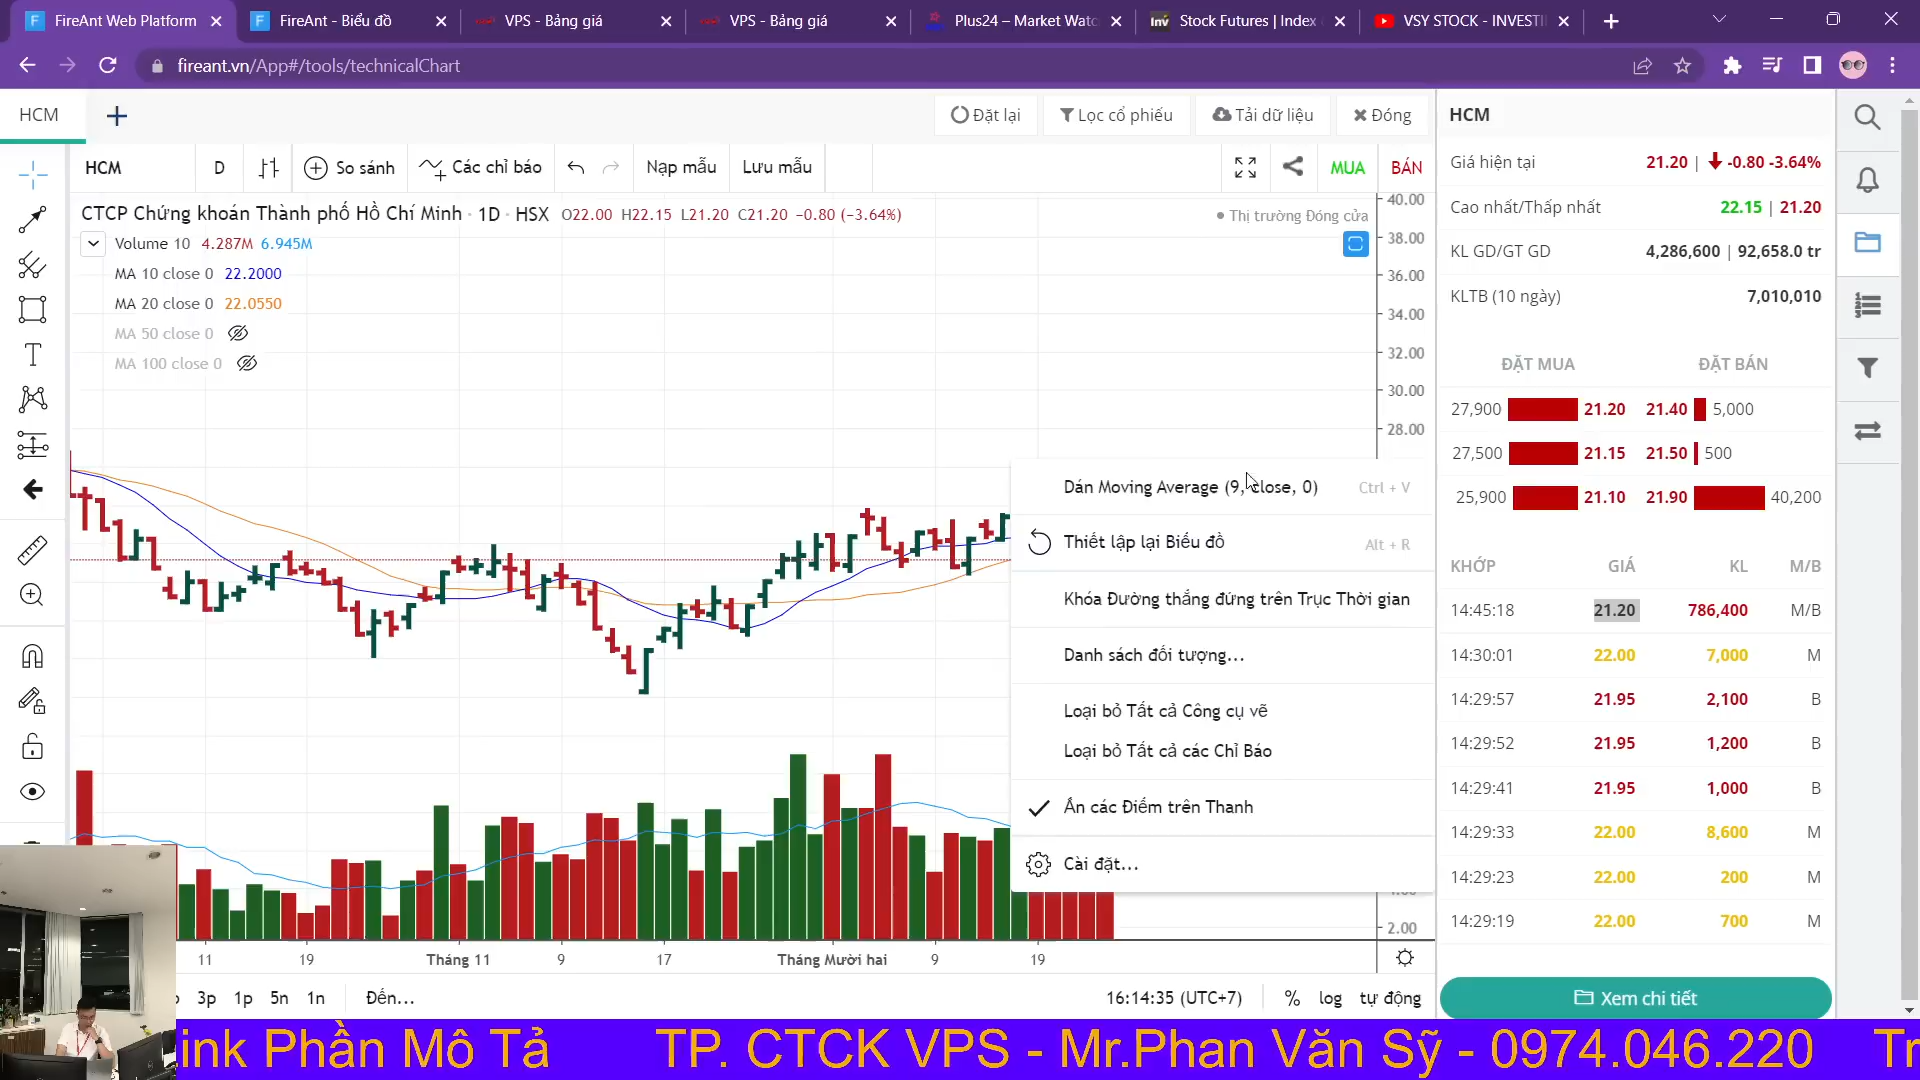 FireAnt Web Platform
FireAnt - Biểu đồ
VPS - Bảng giá
VPS - Bảng giá
Plus24 – Market Watc
Stock Futures | Index
VSY STOCK - INVESTI
fireant.vn/App#/tools/technicalChart
HCM
Đặt lại
Lọc cổ phiếu
Tải dữ liệu
Đóng
HCM
D
So sánh
Các chỉ báo
Nạp mẫu
Lưu mẫu
MUA
BÁN
CTCP Chứng khoán Thành phố Hồ Chí Minh · 1D · HSX O22.00 H22.15 L21.20 C21.20 −0.80 (−3.64%)
Thị trường Đóng cửa
Volume 10 4.287M 6.945M
MA 10 close 0 22.2000
MA 20 close 0 22.0550
MA 50 close 0
MA 100 close 0
40.00
38.00
36.00
34.00
32.00
30.00
28.00
2.00
Dán Moving Average (9, close, 0) Ctrl + V
Thiết lập lại Biểu đồ Alt + R
Khóa Đường thẳng đứng trên Trục Thời gian
Danh sách đối tượng...
Loại bỏ Tất cả Công cụ vẽ
Loại bỏ Tất cả các Chỉ Báo
Ẩn các Điểm trên Thanh
Cài đặt...
11 19 Tháng 11 9 17 Tháng Mười hai 9 19
3p 1p 5n 1n Đến...
16:14:35 (UTC+7) % log tự động
HCM
Giá hiện tại 21.20 | -0.80 -3.64%
Cao nhất/Thấp nhất 22.15 | 21.20
KL GD/GT GD 4,286,600 | 92,658.0 tr
KLTB (10 ngày) 7,010,010
ĐẶT MUA ĐẶT BÁN
27,900 21.20 21.40 5,000
27,500 21.15 21.50 500
25,900 21.10 21.90 40,200
KHỚP GIÁ KL M/B
14:45:18 21.20 786,400 M/B
14:30:01 22.00 7,000 M
14:29:57 21.95 2,100 B
14:29:52 21.95 1,200 B
14:29:41 21.95 1,000 B
14:29:33 22.00 8,600 M
14:29:23 22.00 200 M
14:29:19 22.00 700 M
Xem chi tiết
ink Phần Mô Tả TP. CTCK VPS - Mr.Phan Văn Sỹ - 0974.046.220 Tr